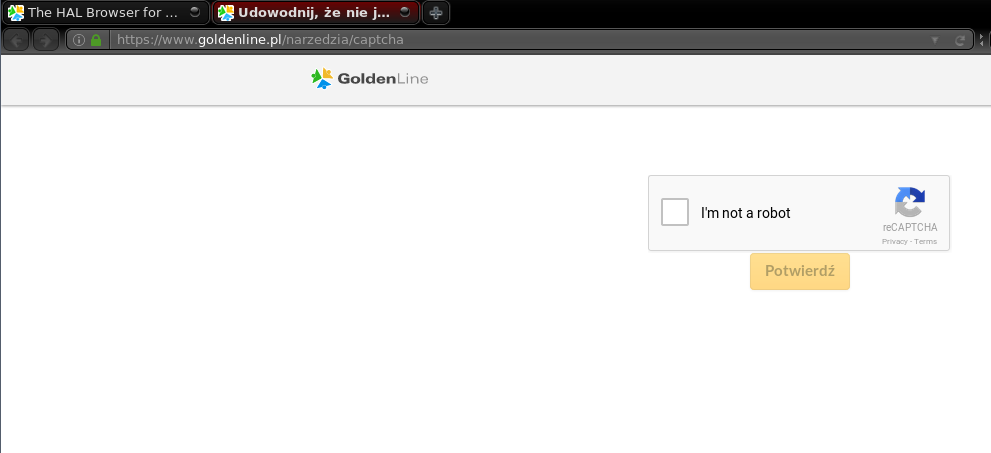 The HAL Browser for ...
Udowodnij, że nie j...
https://www.goldenline.pl/narzedzia/captcha
GoldenLine
I'm not a robot
reCAPTCHA
Privacy - Terms
Potwierdź